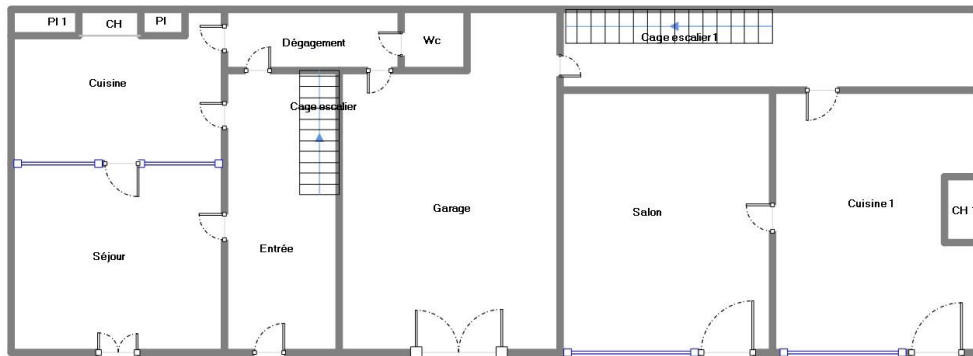 Pl 1
CH
Pl
Dégagement
Wc
Cage escalier 1
Cuisine
Cage escalier
Garage
Salon
Cuisine 1
CH 1
Entrée
Séjour